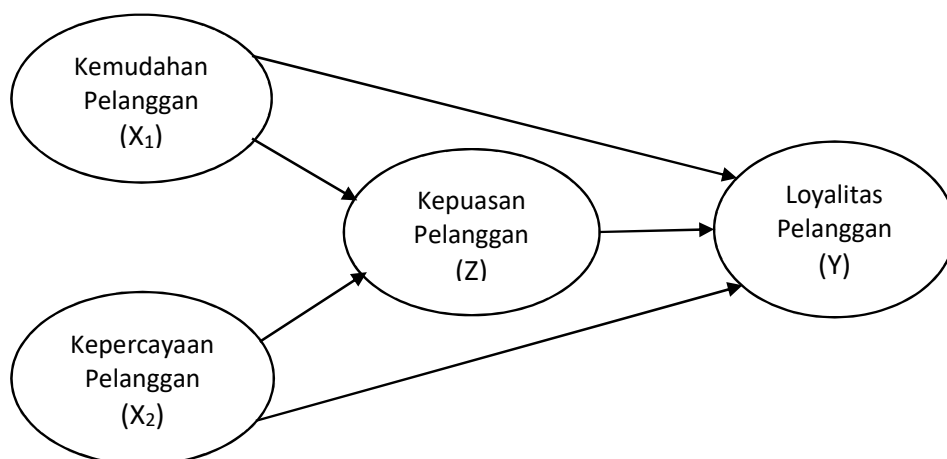 Kemudahan
Pelanggan
(X₁)
Kepuasan
Pelanggan
(Z)
Loyalitas
Pelanggan
(Y)
Kepercayaan
Pelanggan
(X₂)